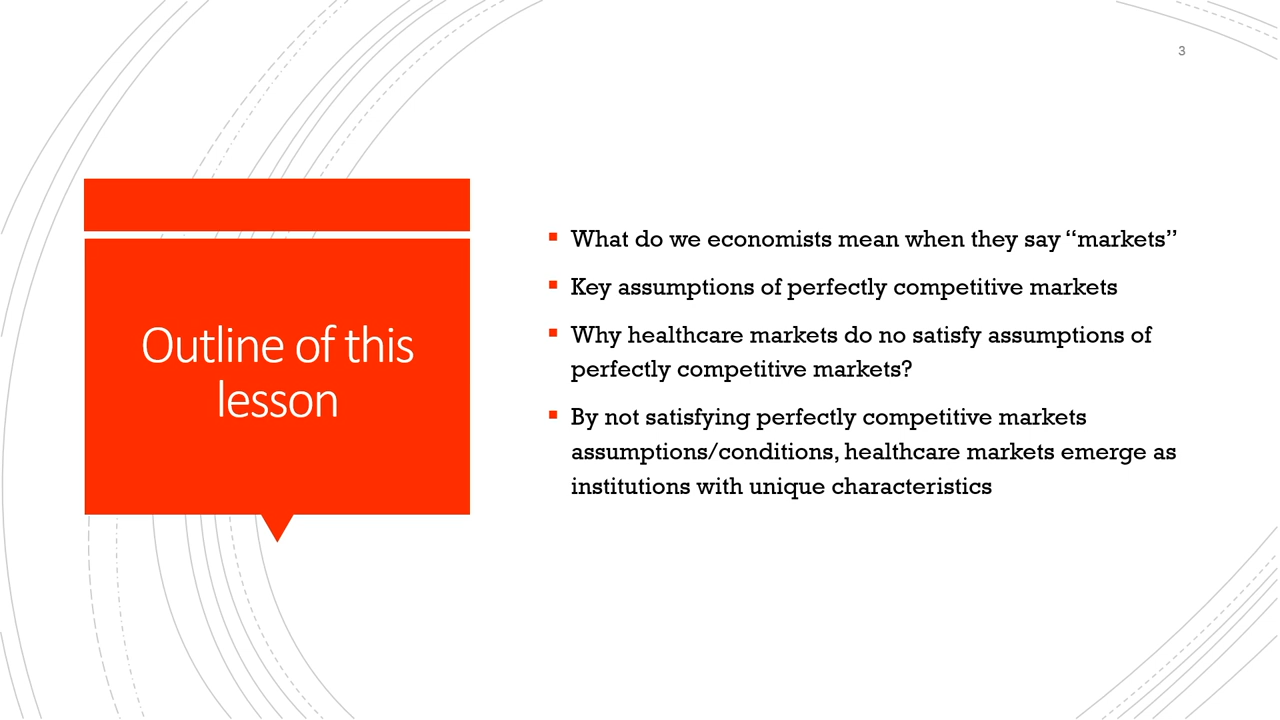 3
Outline of this
lesson
What do we economists mean when they say “markets”
Key assumptions of perfectly competitive markets
Why healthcare markets do no satisfy assumptions of
perfectly competitive markets?
By not satisfying perfectly competitive markets
assumptions/conditions, healthcare markets emerge as
institutions with unique characteristics